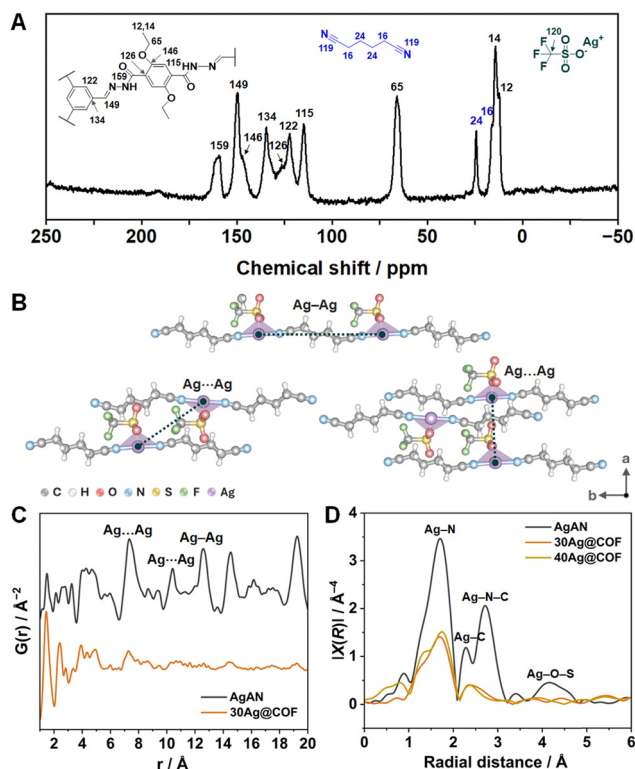 A
12,14
65
126
146
115
122
159
149
134
N
119
24
16
24
16
N
119
120
F
F
F
O
S
O
O⁻
Ag⁺
O
N
N
NH
O
O
HN–N
159
149
146
134
126
122
115
65
24
16
14
12
250 200 150 100 50 0 −50
Chemical shift / ppm
B
Ag–Ag
Ag···Ag
Ag...Ag
C H O N S F Ag
a
b
C
Ag...Ag
Ag···Ag
Ag–Ag
AgAN
30Ag@COF
G(r) / Å⁻²
2 4 6 8 10 12 14 16 18 20
r / Å
D
Ag–N
AgAN
30Ag@COF
40Ag@COF
Ag–N–C
Ag–C
Ag–O–S
|X(R)| / Å⁻⁴
4
3
2
1
0
0 1 2 3 4 5 6
Radial distance / Å